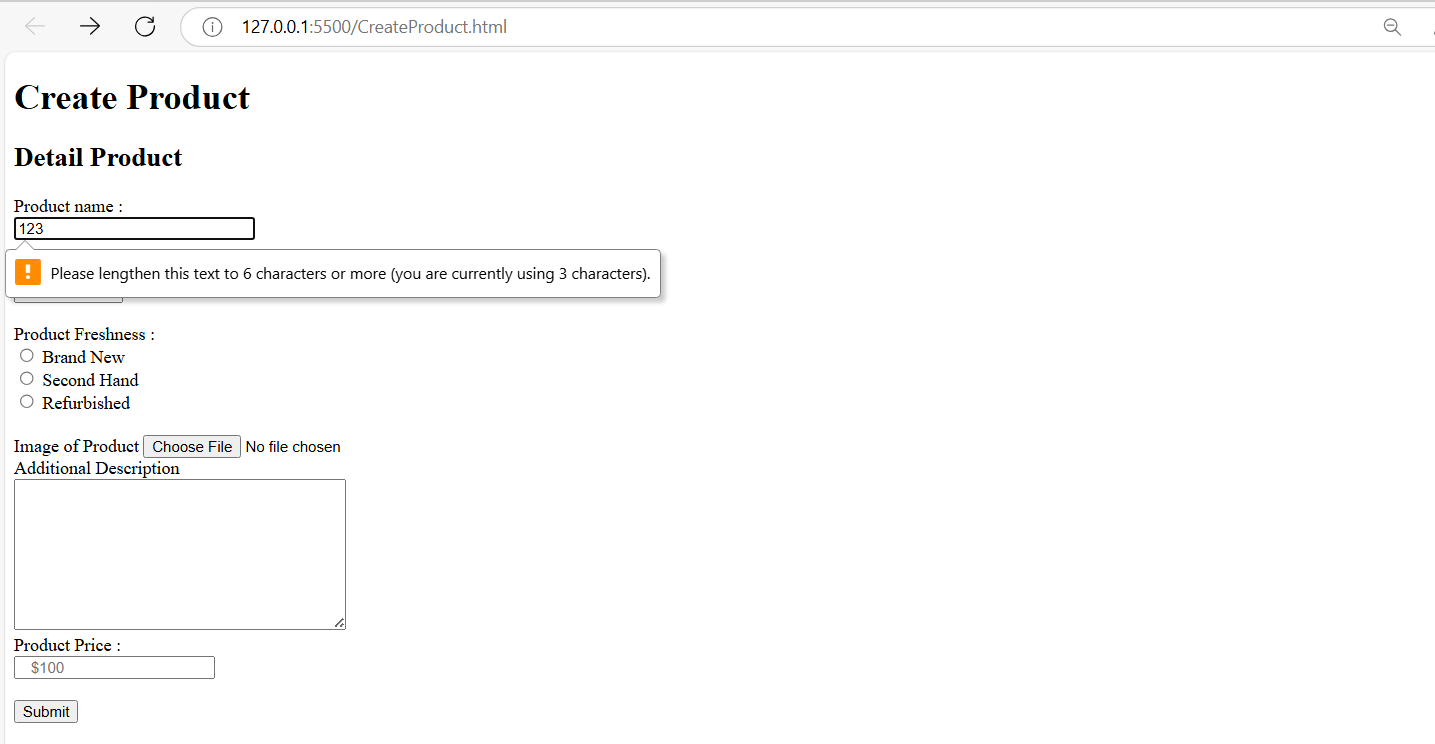 127.0.0.1:5500/CreateProduct.html
Create Product
Detail Product
Product name :
123
! Please lengthen this text to 6 characters or more (you are currently using 3 characters).
Product Freshness :
Brand New
Second Hand
Refurbished
Image of Product Choose File No file chosen
Additional Description
Product Price :
$100
Submit